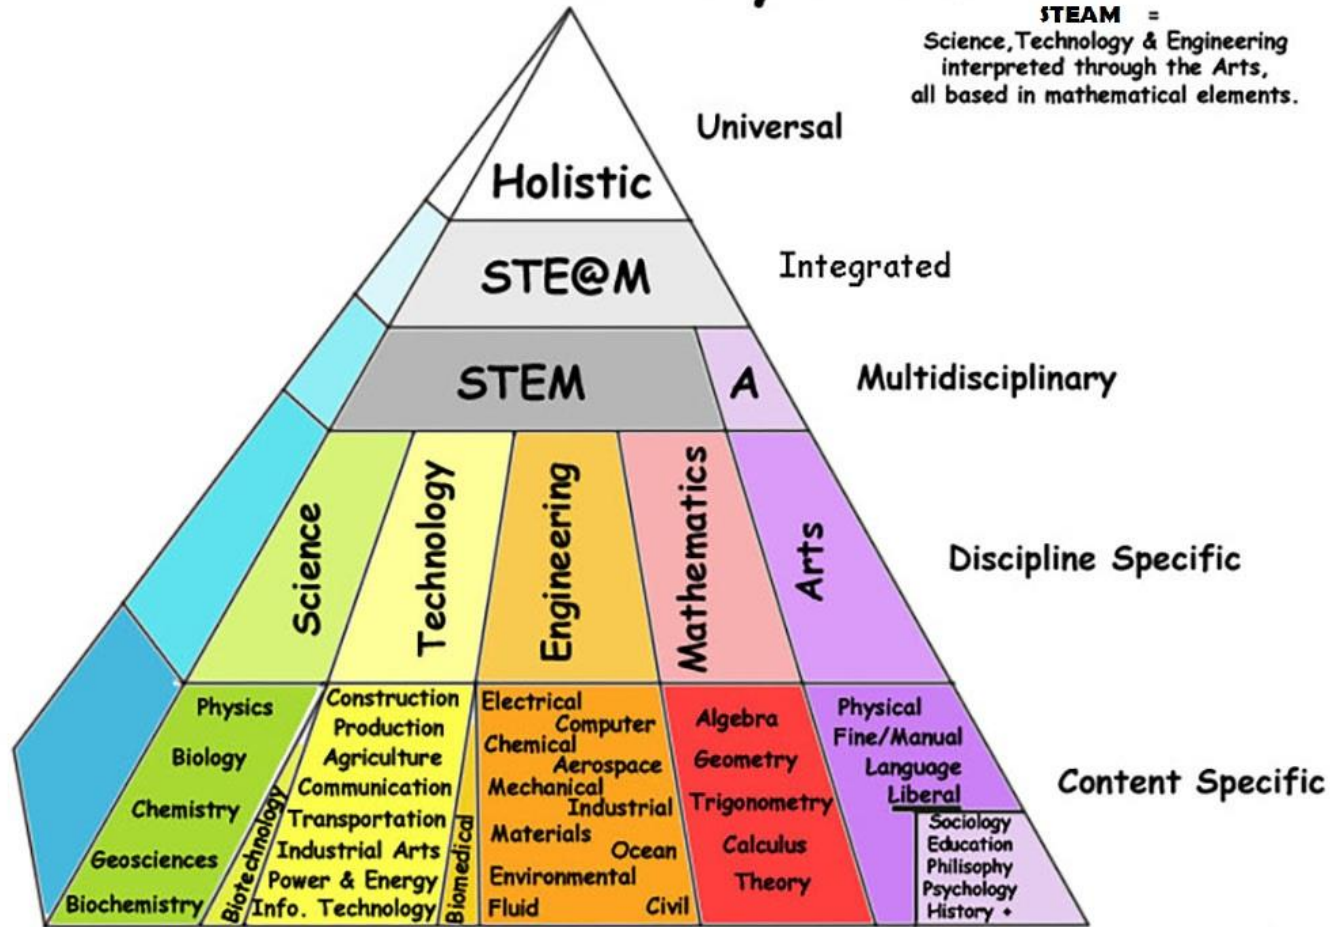 STEAM =
Science, Technology & Engineering
interpreted through the Arts,
all based in mathematical elements.
Universal
Holistic
STE@M
Integrated
STEM
A
Multidisciplinary
Science
Technology
Engineering
Mathematics
Arts
Discipline Specific
Physics
Biology
Chemistry
Geosciences
Biochemistry
Biotechnology
Construction
Production
Agriculture
Communication
Transportation
Industrial Arts
Power & Energy
Info. Technology
Biomedical
Electrical
Computer
Chemical
Aerospace
Mechanical
Industrial
Materials
Ocean
Environmental
Fluid Civil
Algebra
Geometry
Trigonometry
Calculus
Theory
Physical
Fine/Manual
Language
Liberal
Sociology
Education
Philisophy
Psychology
History +
Content Specific